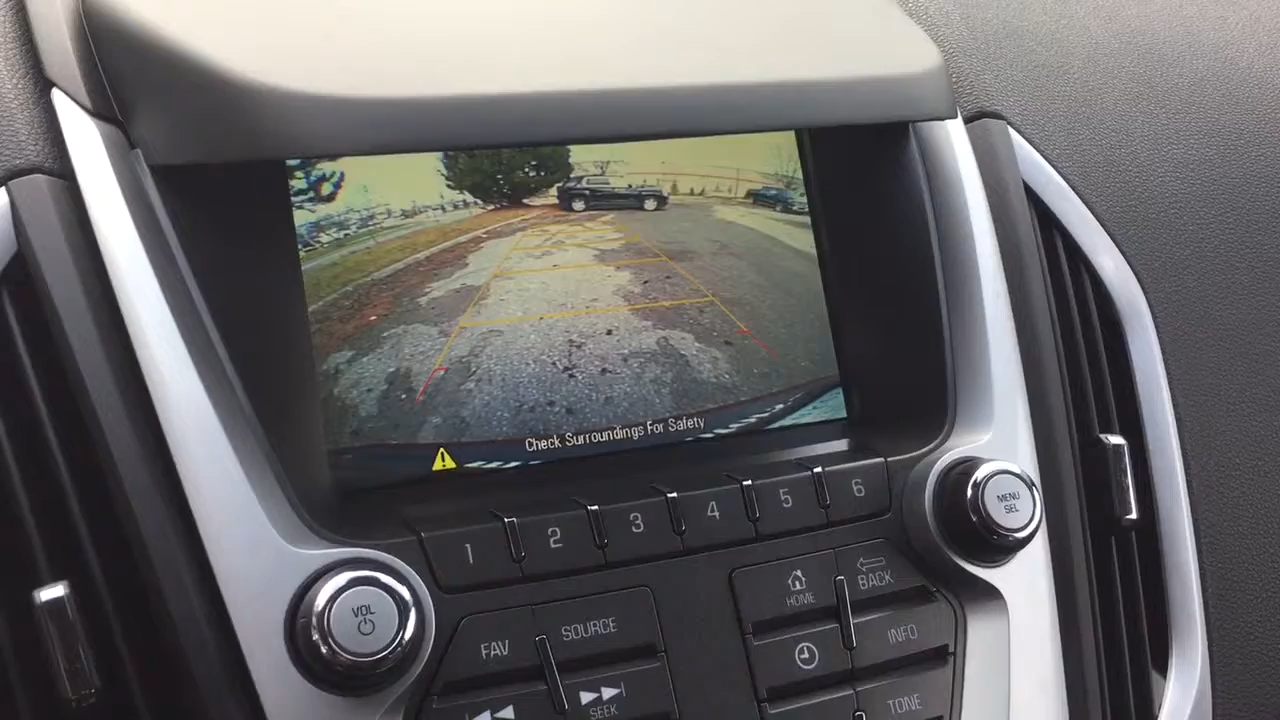 Check Surroundings For Safety
1 2 3 4 5 6
MENU
SEL
VOL
HOME
BACK
FAV
SOURCE
INFO
SEEK
TONE